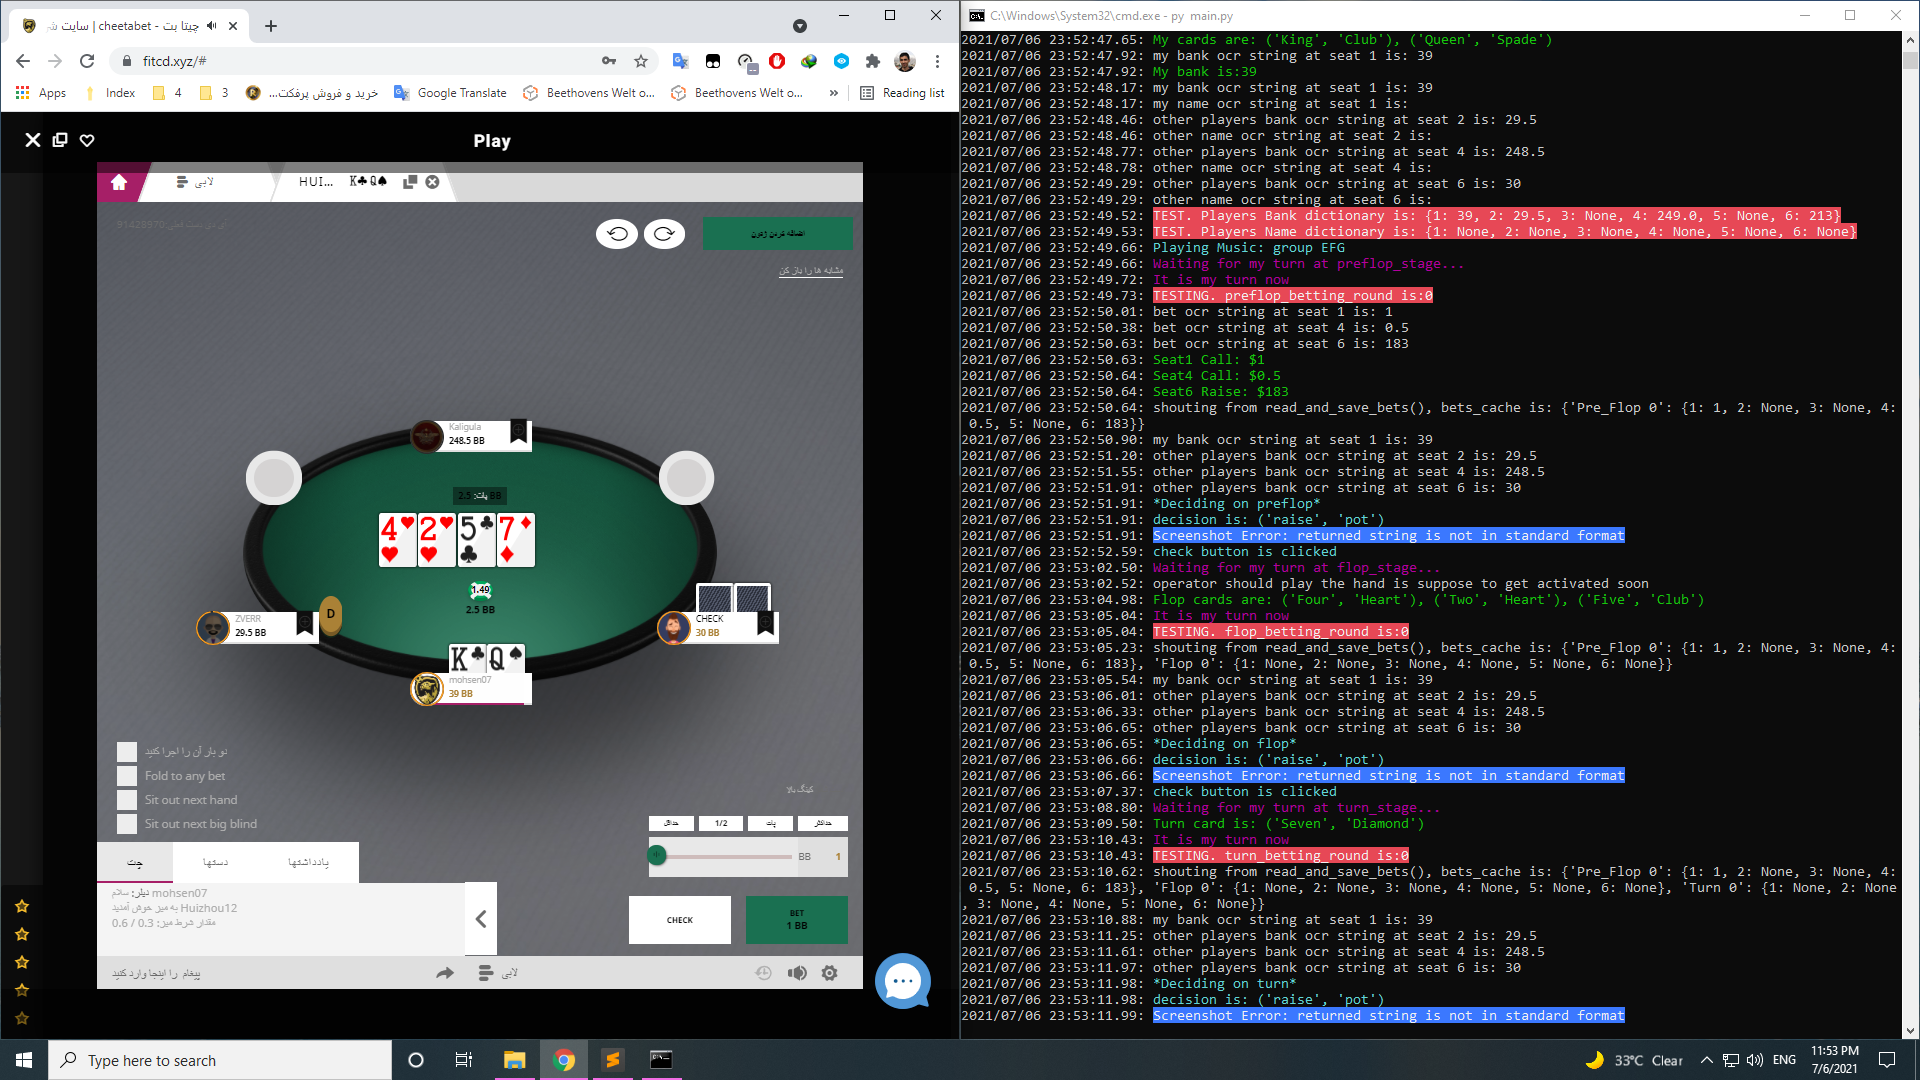 چیتا بت - cheetabet | سایت ش
fitcd.xyz/#
Apps
Index
4
3
خرید و فروش پرفکت...
Google Translate
Beethovens Welt o...
Beethovens Welt o...
»
Reading list
Play
لابی
HUI...
K♣ Q♠
اضافه کردن ژتون
مشابه ها را باز کن
Kaligula
248.5 BB
پات: 2.5 BB
4 2 5 7
1.49
2.5 BB
D
ZVERR
29.5 BB
CHECK
30 BB
K Q
mohsen07
39 BB
دو بار آن را اجرا کنید
Fold to any bet
Sit out next hand
Sit out next big blind
حداقل
1/2
پات
حداکثر
BB 1
چت
دستها
یادداشتها
دیلر: سلام mohsen07
به میز خوش آمدید Huizhou12
مقدار شرط میز: 0.3 / 0.6
CHECK
BET
1 BB
پیغام را اینجا وارد کنید
لابی
C:\Windows\System32\cmd.exe - py main.py
2021/07/06 23:52:47.65: My cards are: ('King', 'Club'), ('Queen', 'Spade')
2021/07/06 23:52:47.92: my bank ocr string at seat 1 is: 39
2021/07/06 23:52:47.92: My bank is:39
2021/07/06 23:52:48.17: my bank ocr string at seat 1 is: 39
2021/07/06 23:52:48.17: my name ocr string at seat 1 is:
2021/07/06 23:52:48.46: other players bank ocr string at seat 2 is: 29.5
2021/07/06 23:52:48.46: other name ocr string at seat 2 is:
2021/07/06 23:52:48.77: other players bank ocr string at seat 4 is: 248.5
2021/07/06 23:52:48.78: other name ocr string at seat 4 is:
2021/07/06 23:52:49.29: other players bank ocr string at seat 6 is: 30
2021/07/06 23:52:49.29: other name ocr string at seat 6 is:
2021/07/06 23:52:49.52: TEST. Players Bank dictionary is: {1: 39, 2: 29.5, 3: None, 4: 249.0, 5: None, 6: 213}
2021/07/06 23:52:49.53: TEST. Players Name dictionary is: {1: None, 2: None, 3: None, 4: None, 5: None, 6: None}
2021/07/06 23:52:49.66: Playing Music: group EFG
2021/07/06 23:52:49.66: Waiting for my turn at preflop_stage...
2021/07/06 23:52:49.72: It is my turn now
2021/07/06 23:52:49.73: TESTING. preflop_betting_round is:0
2021/07/06 23:52:50.01: bet ocr string at seat 1 is: 1
2021/07/06 23:52:50.38: bet ocr string at seat 4 is: 0.5
2021/07/06 23:52:50.63: bet ocr string at seat 6 is: 183
2021/07/06 23:52:50.63: Seat1 Call: $1
2021/07/06 23:52:50.64: Seat4 Call: $0.5
2021/07/06 23:52:50.64: Seat6 Raise: $183
2021/07/06 23:52:50.64: shouting from read_and_save_bets(), bets_cache is: {'Pre_Flop 0': {1: 1, 2: None, 3: None, 4:
0.5, 5: None, 6: 183}}
2021/07/06 23:52:50.90: my bank ocr string at seat 1 is: 39
2021/07/06 23:52:51.20: other players bank ocr string at seat 2 is: 29.5
2021/07/06 23:52:51.55: other players bank ocr string at seat 4 is: 248.5
2021/07/06 23:52:51.91: other players bank ocr string at seat 6 is: 30
2021/07/06 23:52:51.91: *Deciding on preflop*
2021/07/06 23:52:51.91: decision is: ('raise', 'pot')
2021/07/06 23:52:51.91: Screenshot Error: returned string is not in standard format
2021/07/06 23:52:52.59: check button is clicked
2021/07/06 23:53:02.50: Waiting for my turn at flop_stage...
2021/07/06 23:53:02.52: operator should play the hand is suppose to get activated soon
2021/07/06 23:53:04.98: Flop cards are: ('Four', 'Heart'), ('Two', 'Heart'), ('Five', 'Club')
2021/07/06 23:53:05.04: It is my turn now
2021/07/06 23:53:05.04: TESTING. flop_betting_round is:0
2021/07/06 23:53:05.23: shouting from read_and_save_bets(), bets_cache is: {'Pre_Flop 0': {1: 1, 2: None, 3: None, 4:
0.5, 5: None, 6: 183}, 'Flop 0': {1: None, 2: None, 3: None, 4: None, 5: None, 6: None}}
2021/07/06 23:53:05.54: my bank ocr string at seat 1 is: 39
2021/07/06 23:53:06.01: other players bank ocr string at seat 2 is: 29.5
2021/07/06 23:53:06.33: other players bank ocr string at seat 4 is: 248.5
2021/07/06 23:53:06.65: other players bank ocr string at seat 6 is: 30
2021/07/06 23:53:06.65: *Deciding on flop*
2021/07/06 23:53:06.66: decision is: ('raise', 'pot')
2021/07/06 23:53:06.66: Screenshot Error: returned string is not in standard format
2021/07/06 23:53:07.37: check button is clicked
2021/07/06 23:53:08.80: Waiting for my turn at turn_stage...
2021/07/06 23:53:09.50: Turn card is: ('Seven', 'Diamond')
2021/07/06 23:53:10.43: It is my turn now
2021/07/06 23:53:10.43: TESTING. turn_betting_round is:0
2021/07/06 23:53:10.62: shouting from read_and_save_bets(), bets_cache is: {'Pre_Flop 0': {1: 1, 2: None, 3: None, 4:
0.5, 5: None, 6: 183}, 'Flop 0': {1: None, 2: None, 3: None, 4: None, 5: None, 6: None}, 'Turn 0': {1: None, 2: None
, 3: None, 4: None, 5: None, 6: None}}
2021/07/06 23:53:10.88: my bank ocr string at seat 1 is: 39
2021/07/06 23:53:11.25: other players bank ocr string at seat 2 is: 29.5
2021/07/06 23:53:11.61: other players bank ocr string at seat 4 is: 248.5
2021/07/06 23:53:11.97: other players bank ocr string at seat 6 is: 30
2021/07/06 23:53:11.98: *Deciding on turn*
2021/07/06 23:53:11.98: decision is: ('raise', 'pot')
2021/07/06 23:53:11.99: Screenshot Error: returned string is not in standard format
Type here to search
33°C Clear
ENG
11:53 PM
7/6/2021